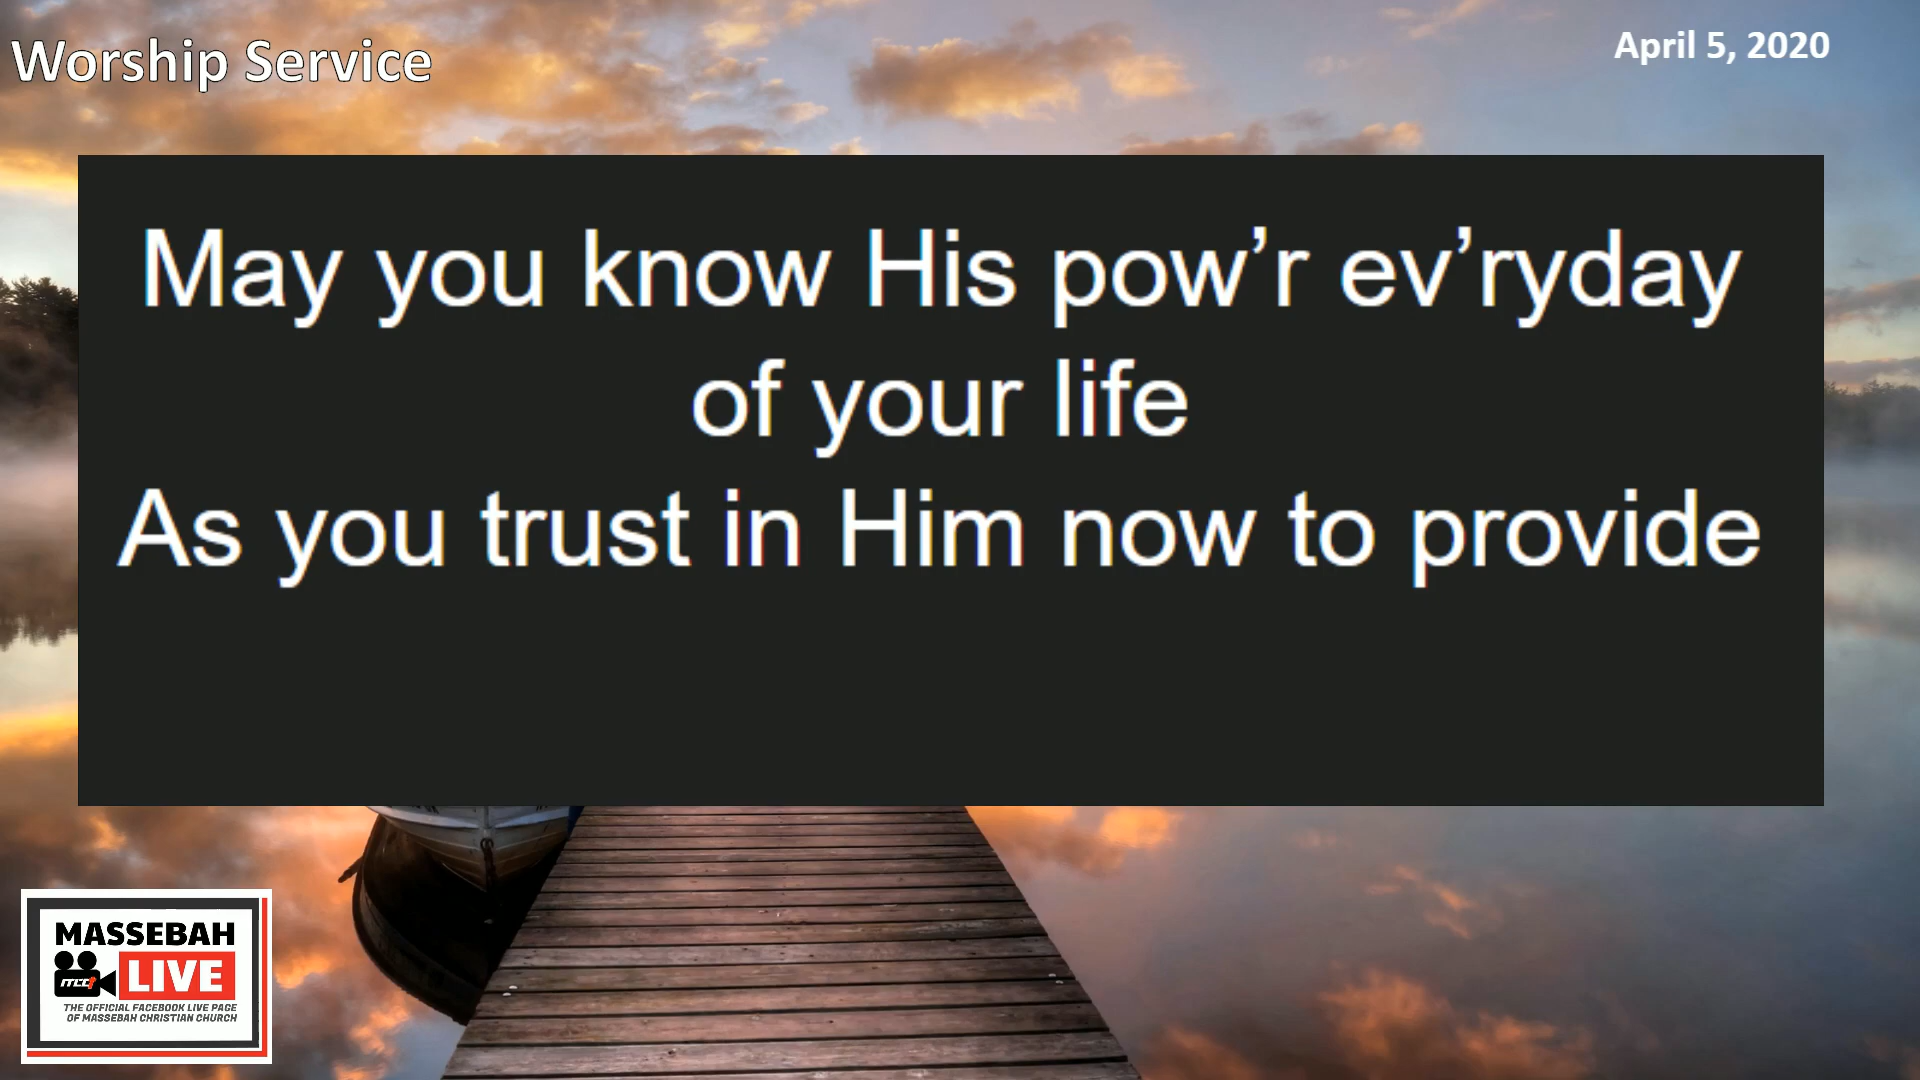 Worship Service
April 5, 2020
May you know His pow’r ev’ryday
of your life
As you trust in Him now to provide
MASSEBAH
LIVE
THE OFFICIAL FACEBOOK LIVE PAGE
OF MASSEBAH CHRISTIAN CHURCH